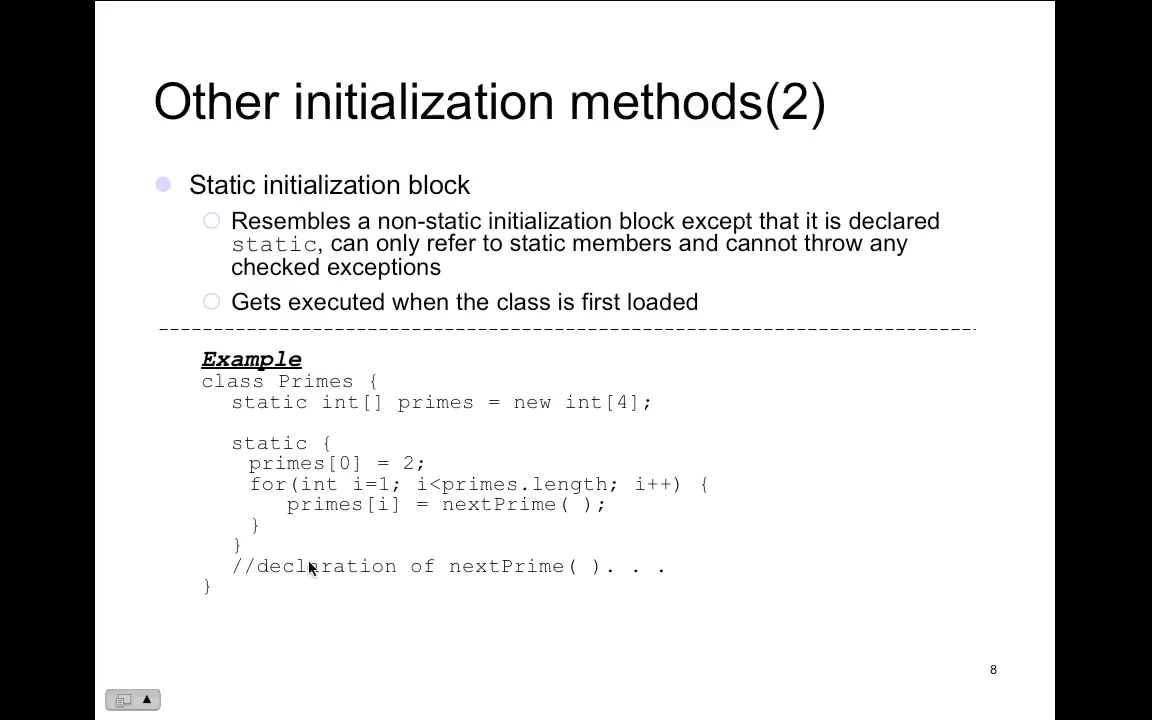 Other initialization methods(2)
Static initialization block
Resembles a non-static initialization block except that it is declared
static, can only refer to static members and cannot throw any
checked exceptions
Gets executed when the class is first loaded
Example
class Primes {
static int[] primes = new int[4];
static {
primes[0] = 2;
for(int i=1; i<primes.length; i++) {
primes[i] = nextPrime( );
}
}
//declaration of nextPrime( ). . .
}
8